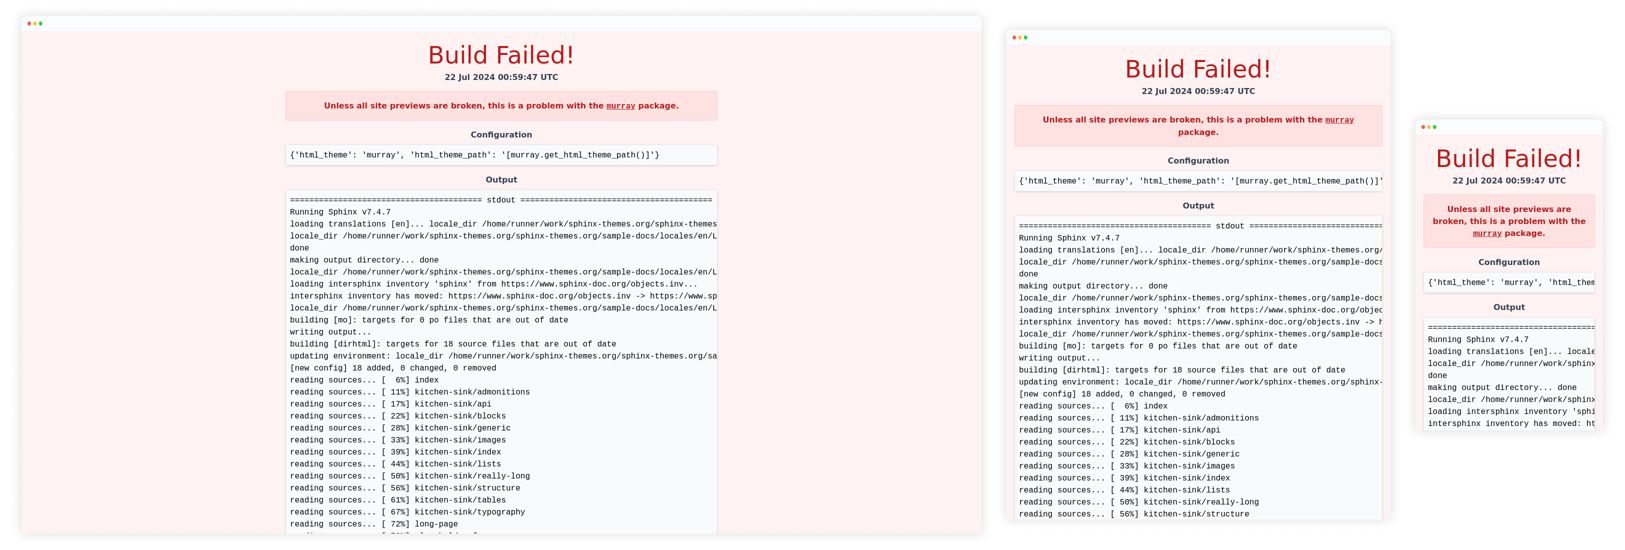 Build Failed!
22 Jul 2024 00:59:47 UTC
Unless all site previews are broken, this is a problem with the murray package.
Configuration
{'html_theme': 'murray', 'html_theme_path': '[murray.get_html_theme_path()]'}
Output
======================================== stdout ========================================
Running Sphinx v7.4.7
loading translations [en]... locale_dir /home/runner/work/sphinx-themes.org/sphinx-themes
locale_dir /home/runner/work/sphinx-themes.org/sphinx-themes.org/sample-docs/locales/en/L
done
making output directory... done
locale_dir /home/runner/work/sphinx-themes.org/sphinx-themes.org/sample-docs/locales/en/L
loading intersphinx inventory 'sphinx' from https://www.sphinx-doc.org/objects.inv...
intersphinx inventory has moved: https://www.sphinx-doc.org/objects.inv -> https://www.sp
locale_dir /home/runner/work/sphinx-themes.org/sphinx-themes.org/sample-docs/locales/en/L
building [mo]: targets for 0 po files that are out of date
writing output...
building [dirhtml]: targets for 18 source files that are out of date
updating environment: locale_dir /home/runner/work/sphinx-themes.org/sphinx-themes.org/sa
[new config] 18 added, 0 changed, 0 removed
reading sources... [  6%] index
reading sources... [ 11%] kitchen-sink/admonitions
reading sources... [ 17%] kitchen-sink/api
reading sources... [ 22%] kitchen-sink/blocks
reading sources... [ 28%] kitchen-sink/generic
reading sources... [ 33%] kitchen-sink/images
reading sources... [ 39%] kitchen-sink/index
reading sources... [ 44%] kitchen-sink/lists
reading sources... [ 50%] kitchen-sink/really-long
reading sources... [ 56%] kitchen-sink/structure
reading sources... [ 61%] kitchen-sink/tables
reading sources... [ 67%] kitchen-sink/typography
reading sources... [ 72%] long-page
Build Failed!
22 Jul 2024 00:59:47 UTC
Unless all site previews are broken, this is a problem with the murray
package.
Configuration
{'html_theme': 'murray', 'html_theme_path': '[murray.get_html_theme_path()]'
Output
======================================== stdout ===================================
Running Sphinx v7.4.7
loading translations [en]... locale_dir /home/runner/work/sphinx-themes.org/
locale_dir /home/runner/work/sphinx-themes.org/sphinx-themes.org/sample-docs
done
making output directory... done
locale_dir /home/runner/work/sphinx-themes.org/sphinx-themes.org/sample-docs
loading intersphinx inventory 'sphinx' from https://www.sphinx-doc.org/objec
intersphinx inventory has moved: https://www.sphinx-doc.org/objects.inv -> h
locale_dir /home/runner/work/sphinx-themes.org/sphinx-themes.org/sample-docs
building [mo]: targets for 0 po files that are out of date
writing output...
building [dirhtml]: targets for 18 source files that are out of date
updating environment: locale_dir /home/runner/work/sphinx-themes.org/sphinx-
[new config] 18 added, 0 changed, 0 removed
reading sources... [  6%] index
reading sources... [ 11%] kitchen-sink/admonitions
reading sources... [ 17%] kitchen-sink/api
reading sources... [ 22%] kitchen-sink/blocks
reading sources... [ 28%] kitchen-sink/generic
reading sources... [ 33%] kitchen-sink/images
reading sources... [ 39%] kitchen-sink/index
reading sources... [ 44%] kitchen-sink/lists
reading sources... [ 50%] kitchen-sink/really-long
reading sources... [ 56%] kitchen-sink/structure
Build Failed!
22 Jul 2024 00:59:47 UTC
Unless all site previews are
broken, this is a problem with the
murray package.
Configuration
{'html_theme': 'murray', 'html_them
Output
===================================
Running Sphinx v7.4.7
loading translations [en]... locale
locale_dir /home/runner/work/sphinx
done
making output directory... done
locale_dir /home/runner/work/sphinx
loading intersphinx inventory 'sphi
intersphinx inventory has moved: ht